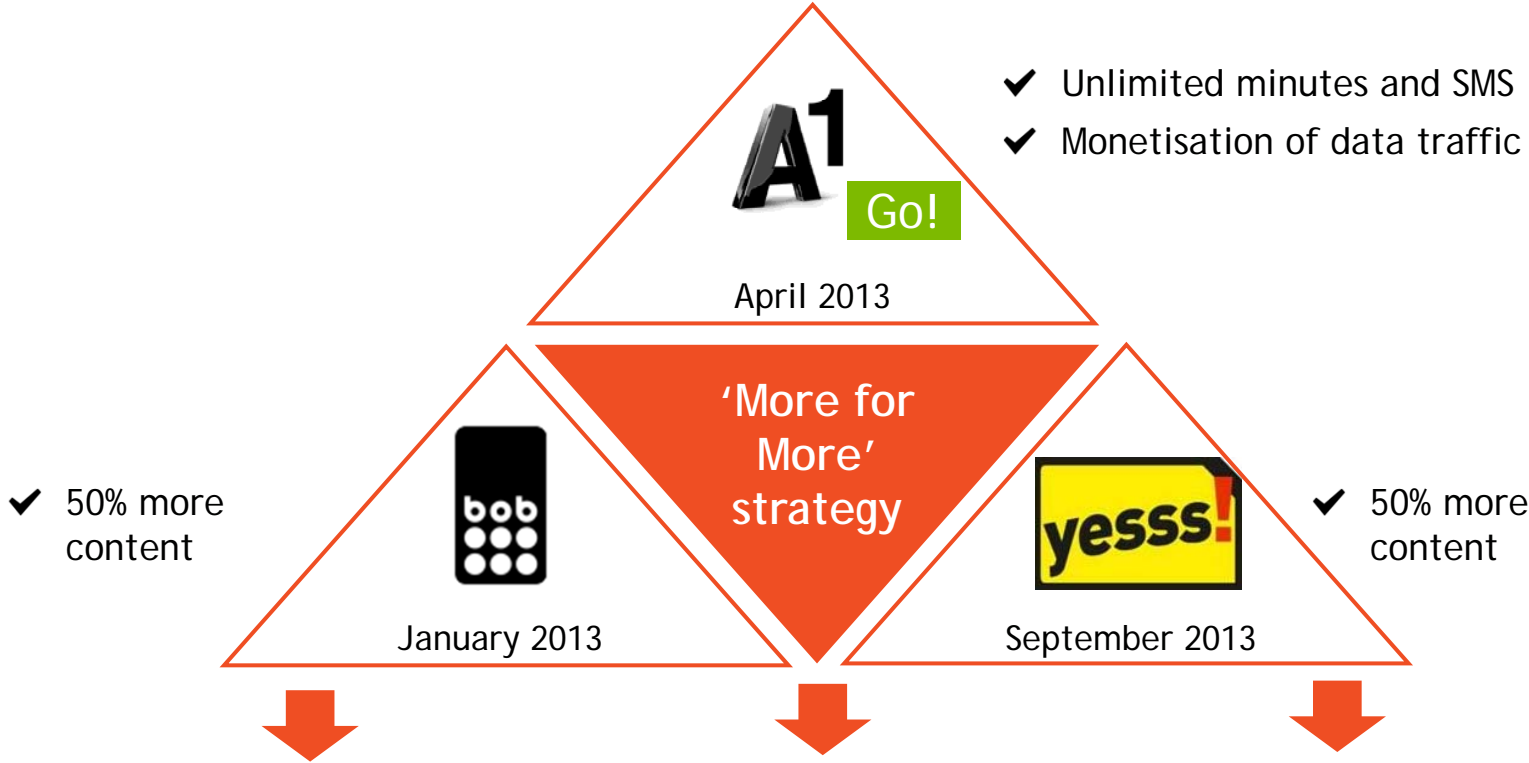 A1
Go!
Unlimited minutes and SMS
Monetisation of data traffic
April 2013
‘More for
More’
strategy
bob
50% more
content
January 2013
yesss!
50% more
content
September 2013